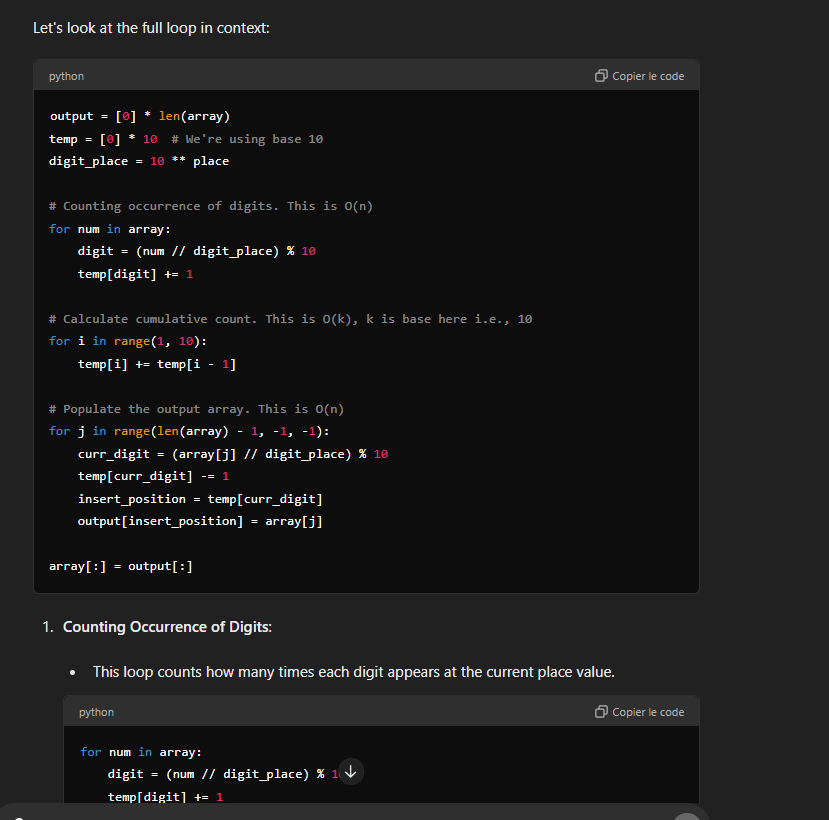 Let's look at the full loop in context:
python
Copier le code
output = [0] * len(array)
temp = [0] * 10  # We're using base 10
digit_place = 10 ** place
# Counting occurrence of digits. This is O(n)
for num in array:
    digit = (num // digit_place) % 10
    temp[digit] += 1
# Calculate cumulative count. This is O(k), k is base here i.e., 10
for i in range(1, 10):
    temp[i] += temp[i - 1]
# Populate the output array. This is O(n)
for j in range(len(array) - 1, -1, -1):
    curr_digit = (array[j] // digit_place) % 10
    temp[curr_digit] -= 1
    insert_position = temp[curr_digit]
    output[insert_position] = array[j]
array[:] = output[:]
1. Counting Occurrence of Digits:
• This loop counts how many times each digit appears at the current place value.
python
Copier le code
for num in array:
    digit = (num // digit_place) % 1
    temp[digit] += 1